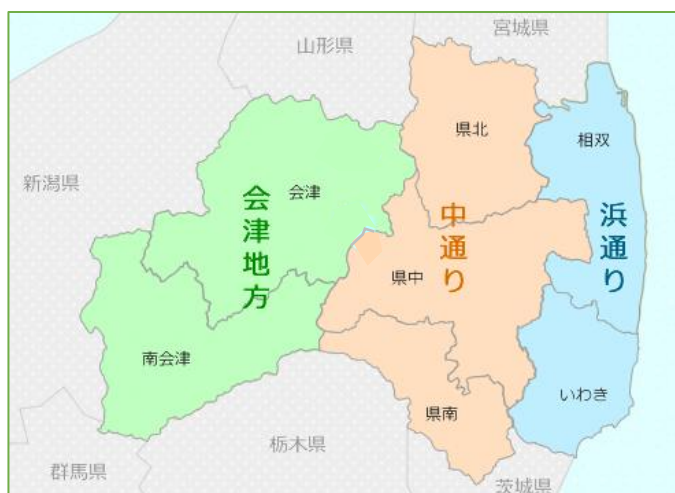 宮城県
山形県
県北
相双
新潟県
会津
会津地方
中通り
浜通り
県中
南会津
いわき
県南
栃木県
群馬県
茨城県